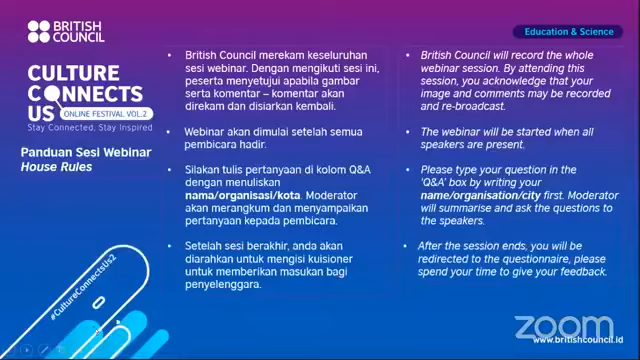 BRITISH
COUNCIL
Education & Science
CULTURE
CONNECTS
US ONLINE FESTIVAL VOL.2
Stay Connected, Stay Inspired
Panduan Sesi Webinar
House Rules
• British Council merekam keseluruhan
sesi webinar. Dengan mengikuti sesi ini,
peserta menyetujui apabila gambar
serta komentar – komentar akan
direkam dan disiarkan kembali.
• Webinar akan dimulai setelah semua
pembicara hadir.
• Silakan tulis pertanyaan di kolom Q&A
dengan menuliskan
nama/organisasi/kota. Moderator
akan merangkum dan menyampaikan
pertanyaan kepada pembicara.
• Setelah sesi berakhir, anda akan
diarahkan untuk mengisi kuisioner
untuk memberikan masukan bagi
penyelenggara.
• British Council will record the whole
webinar session. By attending this
session, you acknowledge that your
image and comments may be recorded
and re-broadcast.
• The webinar will be started when all
speakers are present.
• Please type your question in the
'Q&A' box by writing your
name/organisation/city first. Moderator
will summarise and ask the questions to
the speakers.
• After the session ends, you will be
redirected to the questionnaire, please
spend your time to give your feedback.
#CultureConnectsUs2
zoom
www.britishcouncil.id